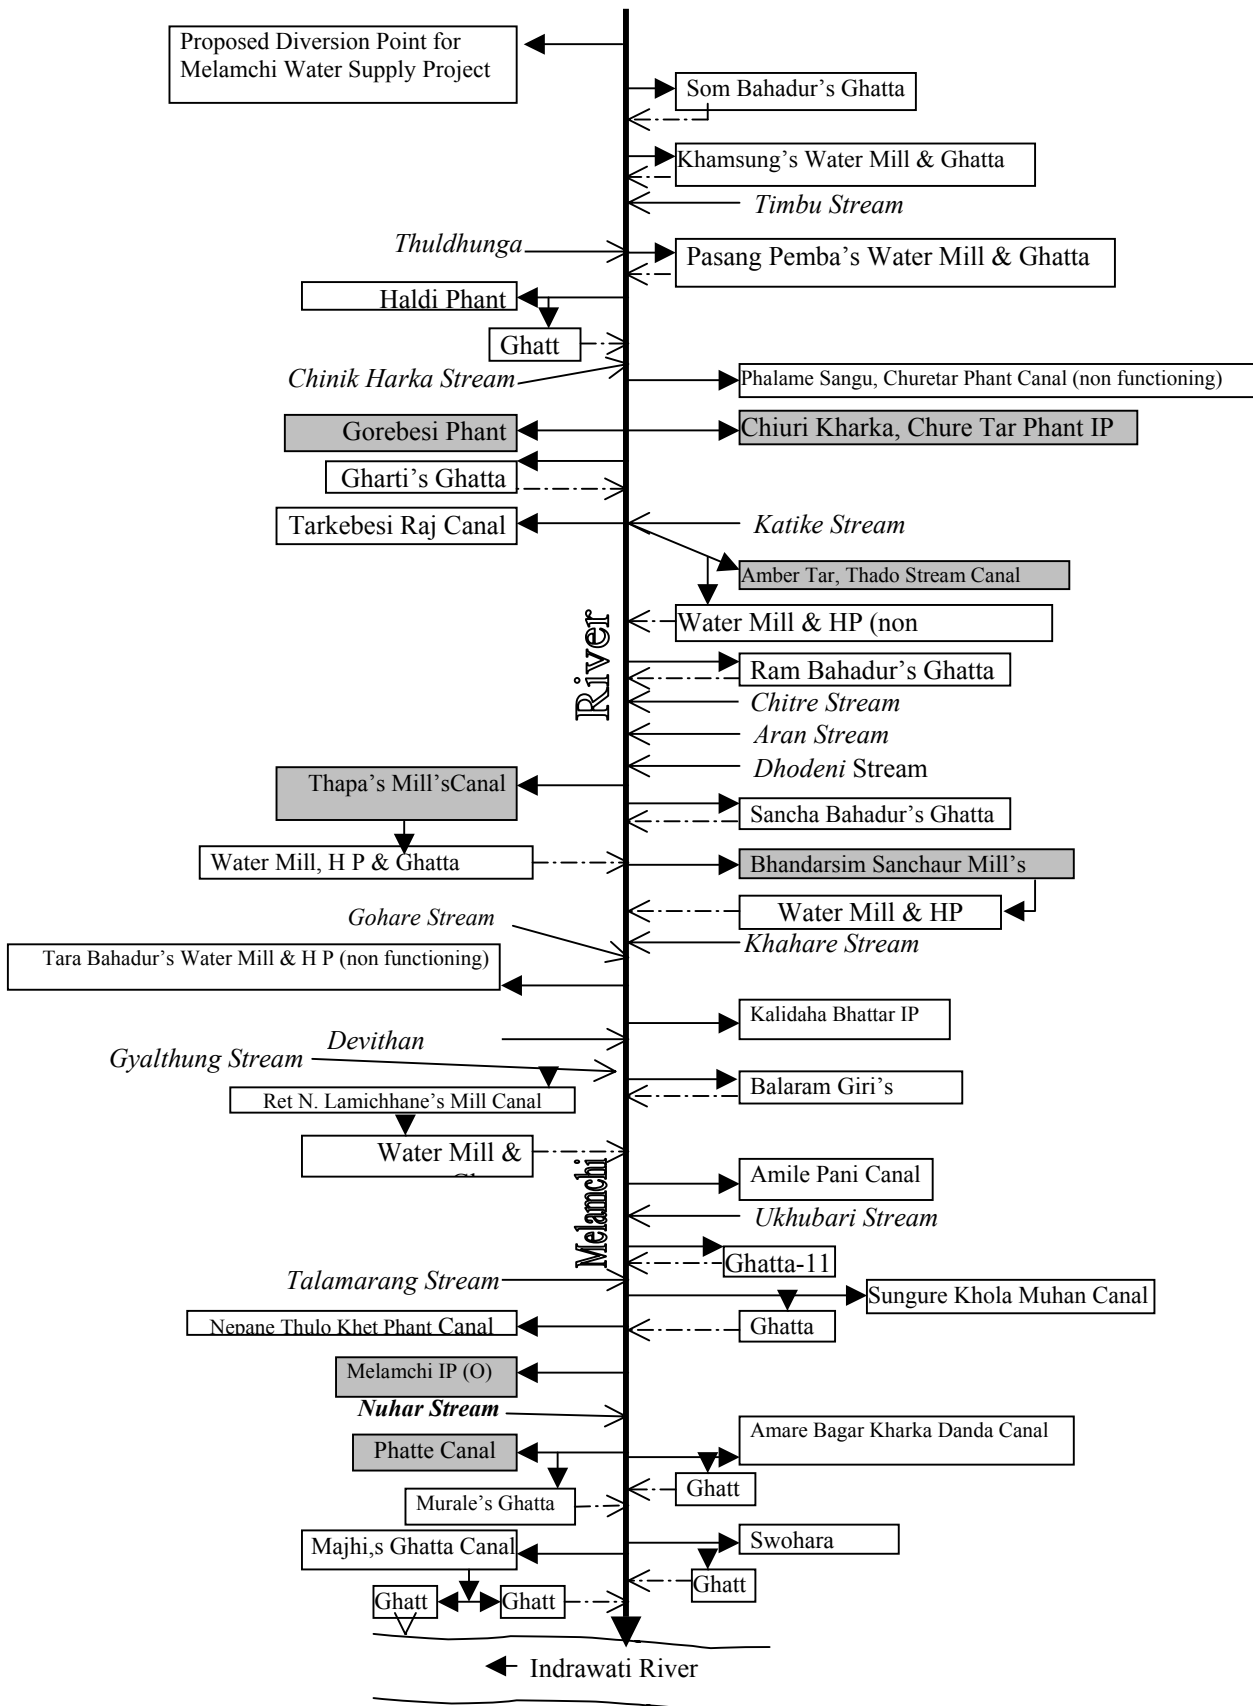 Proposed Diversion Point for
Melamchi Water Supply Project
Som Bahadur's Ghatta
Khamsung's Water Mill & Ghatta
Timbu Stream
Thuldhunga
Pasang Pemba's Water Mill & Ghatta
Haldi Phant
Ghatt
Chinik Harka Stream
Phalame Sangu, Churetar Phant Canal (non functioning)
Gorebesi Phant
Chiuri Kharka, Chure Tar Phant IP
Gharti's Ghatta
Tarkebesi Raj Canal
Katike Stream
Amber Tar, Thado Stream Canal
Water Mill & HP (non
River
Ram Bahadur's Ghatta
Chitre Stream
Aran Stream
Dhodeni Stream
Thapa's Mill'sCanal
Sancha Bahadur's Ghatta
Water Mill, H P & Ghatta
Bhandarsim Sanchaur Mill's
Water Mill & HP
Gohare Stream
Khahare Stream
Tara Bahadur's Water Mill & H P (non functioning)
Kalidaha Bhattar IP
Devithan
Gyalthung Stream
Balaram Giri's
Ret N. Lamichhane's Mill Canal
Water Mill &
Melamchi
Amile Pani Canal
Ukhubari Stream
Ghatta-11
Talamarang Stream
Sungure Khola Muhan Canal
Nepane Thulo Khet Phant Canal
Ghatta
Melamchi IP (O)
Nuhar Stream
Amare Bagar Kharka Danda Canal
Phatte Canal
Ghatt
Murale's Ghatta
Majhi,s Ghatta Canal
Swohara
Ghatt
Ghatt
Ghatt
Indrawati River